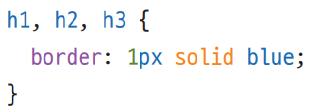 h1, h2, h3 {
  border: 1px solid blue;
}